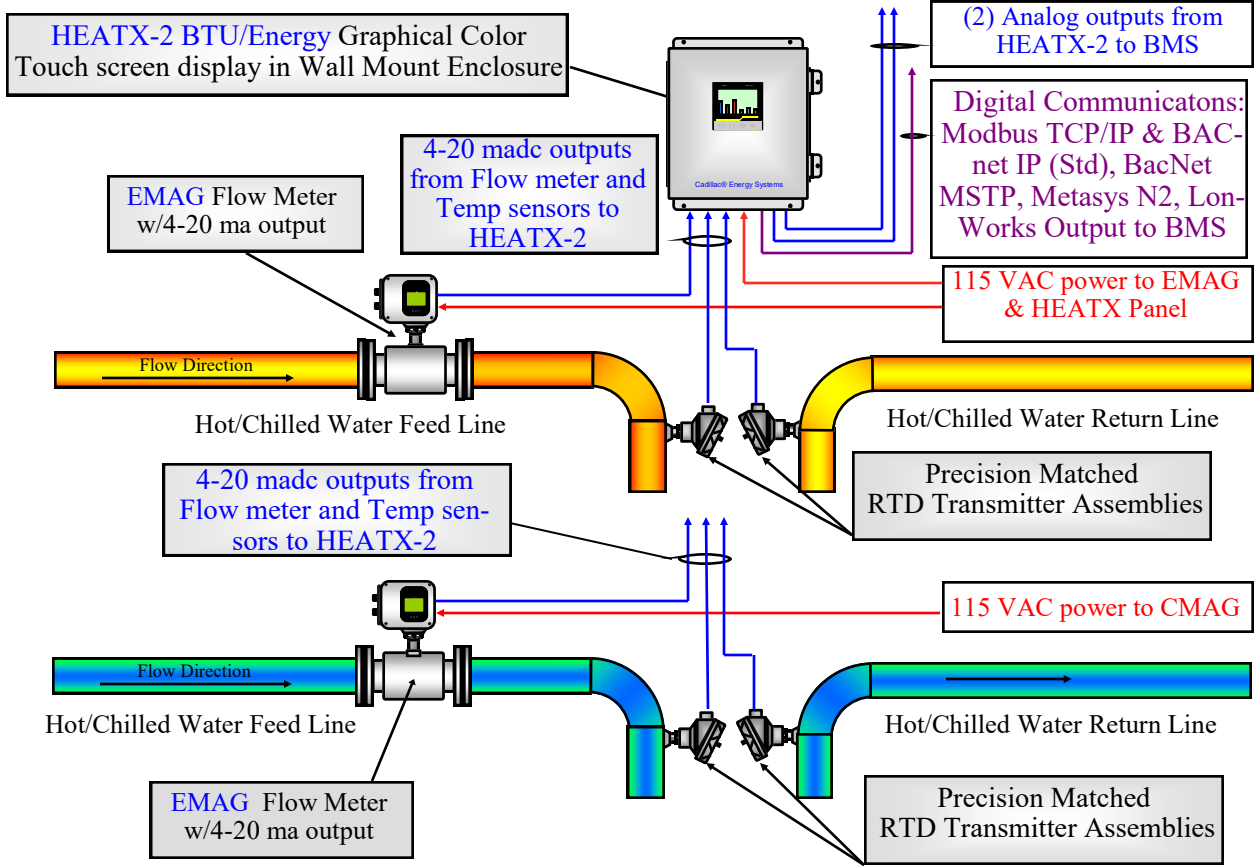 HEATX-2 BTU/Energy Graphical Color
Touch screen display in Wall Mount Enclosure
(2) Analog outputs from
HEATX-2 to BMS
Digital Communicatons:
Modbus TCP/IP & BAC-
net IP (Std), BacNet
MSTP, Metasys N2, Lon-
Works Output to BMS
4-20 madc outputs
from Flow meter and
Temp sensors to
HEATX-2
Cadillac® Energy Systems
EMAG Flow Meter
w/4-20 ma output
115 VAC power to EMAG
& HEATX Panel
Flow Direction
Hot/Chilled Water Feed Line
Hot/Chilled Water Return Line
4-20 madc outputs from
Flow meter and Temp sen-
sors to HEATX-2
Precision Matched
RTD Transmitter Assemblies
115 VAC power to CMAG
Flow Direction
Hot/Chilled Water Feed Line
Hot/Chilled Water Return Line
EMAG  Flow Meter
w/4-20 ma output
Precision Matched
RTD Transmitter Assemblies